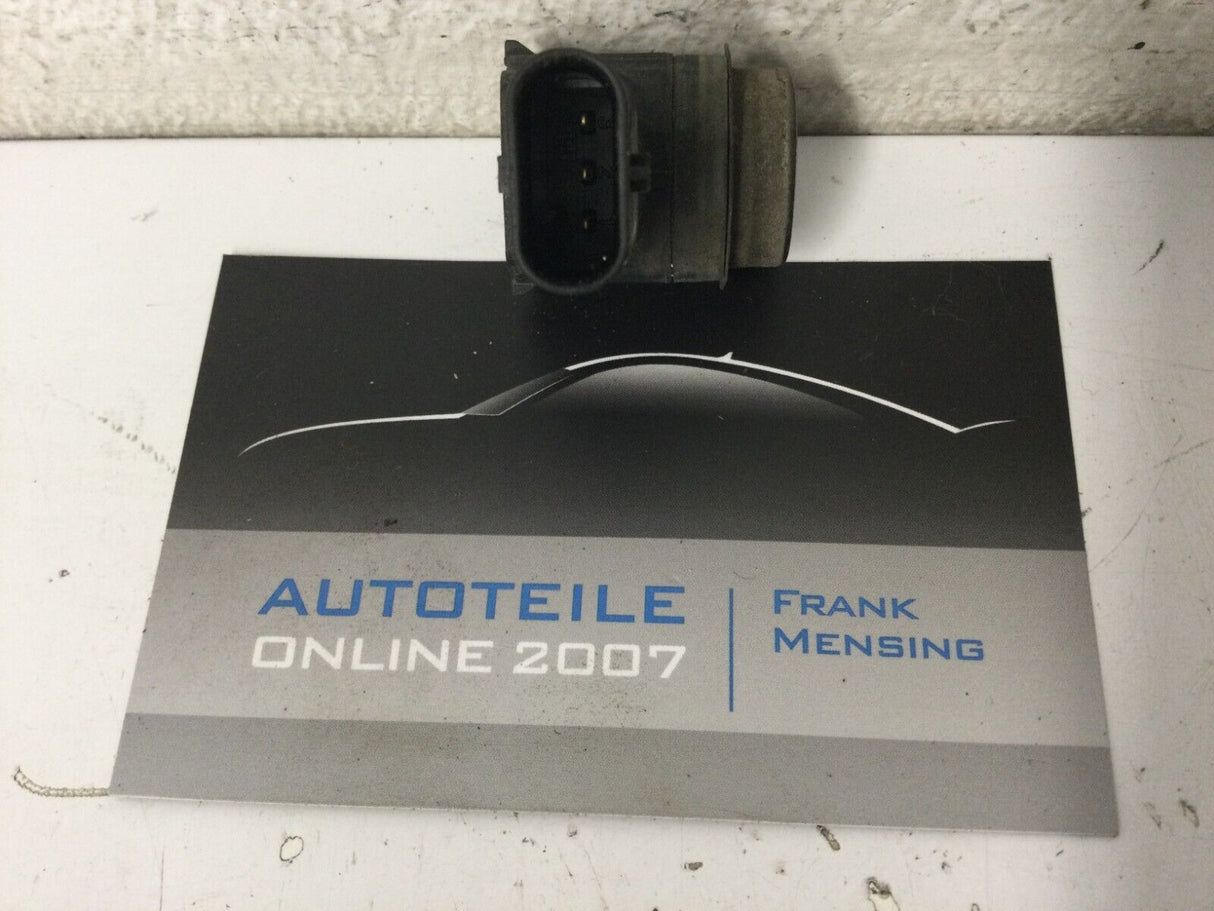 AUTOTEILE
ONLINE 2007
FRANK
MENSING